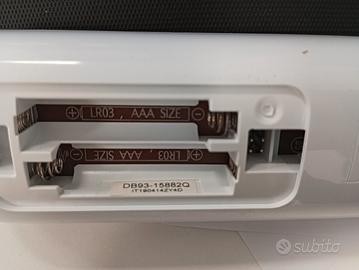 ⊕ LR03 , AAA SIZE ⊖
⊖ AAA SIZE , LR03 ⊕
DB93-15882Q
IT190414ZY4D
subito